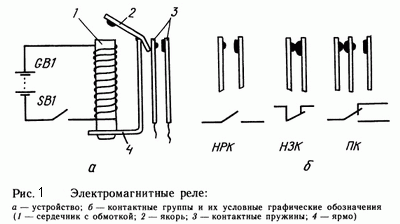 1
2
3
GB1
SB1
4
НРК
НЗК
ПК
а
б
Рис. 1 Электромагнитные реле:
а — устройство; б — контактные группы и их условные графические обозначения
(1 — сердечник с обмоткой; 2 — якорь; 3 — контактные пружины; 4 — ярмо)